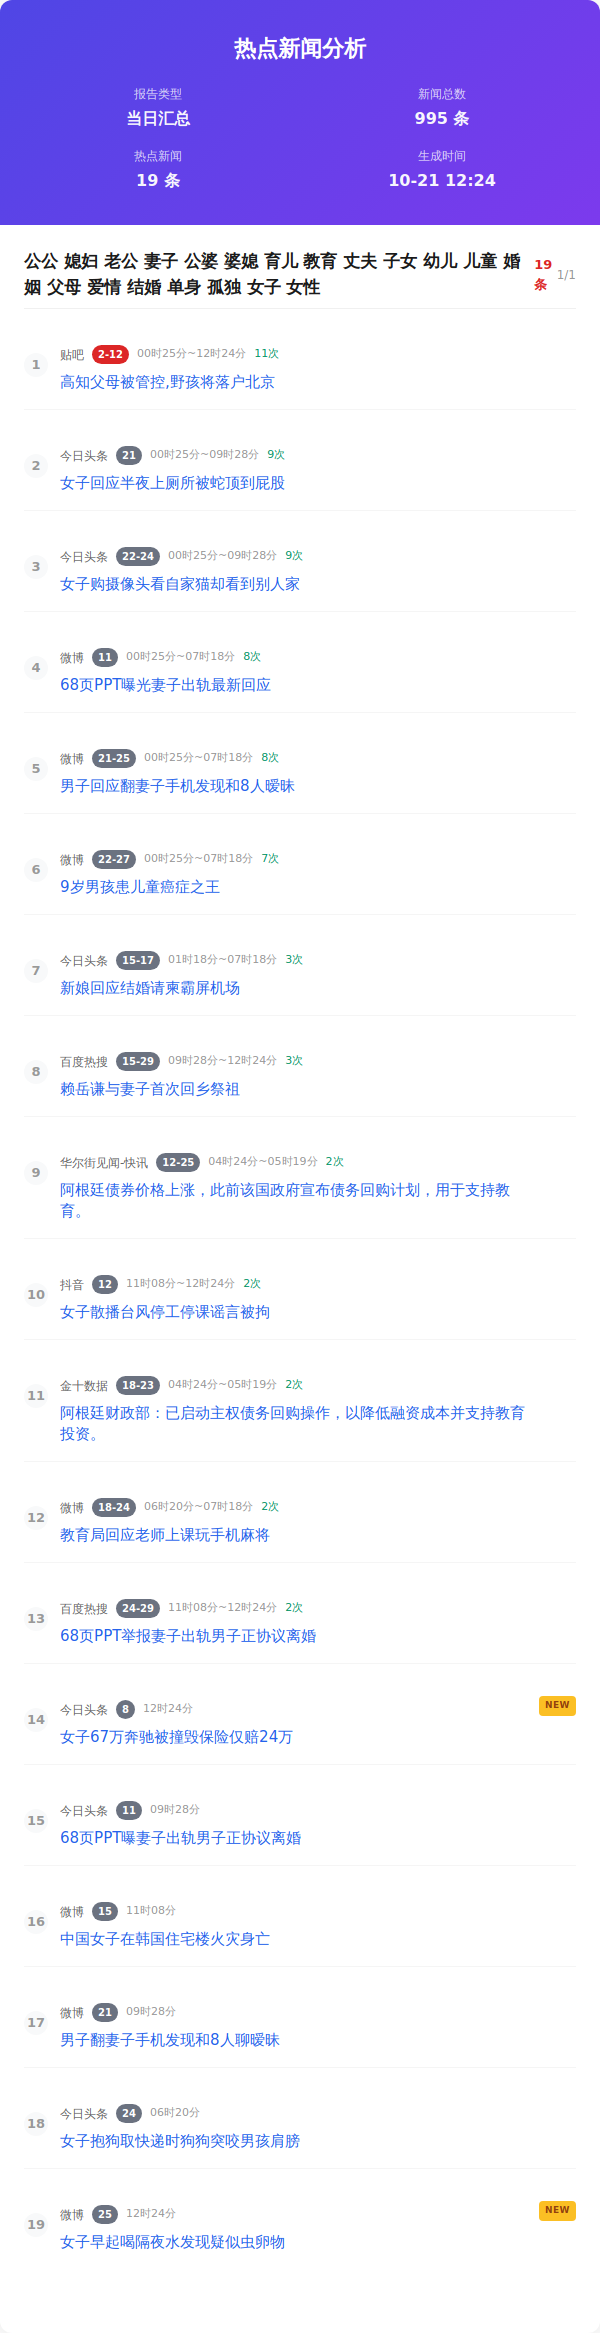 热点新闻分析
报告类型
当日汇总
新闻总数
995 条
热点新闻
19 条
生成时间
10-21 12:24
公公 媳妇 老公 妻子 公婆 婆媳 育儿 教育 丈夫 子女 幼儿 儿童 婚
姻 父母 爱情 结婚 单身 孤独 女子 女性
19
条
1/1
1
贴吧 2-12 00时25分~12时24分 11次
高知父母被管控,野孩将落户北京
2
今日头条 21 00时25分~09时28分 9次
女子回应半夜上厕所被蛇顶到屁股
3
今日头条 22-24 00时25分~09时28分 9次
女子购摄像头看自家猫却看到别人家
4
微博 11 00时25分~07时18分 8次
68页PPT曝光妻子出轨最新回应
5
微博 21-25 00时25分~07时18分 8次
男子回应翻妻子手机发现和8人暧昧
6
微博 22-27 00时25分~07时18分 7次
9岁男孩患儿童癌症之王
7
今日头条 15-17 01时18分~07时18分 3次
新娘回应结婚请柬霸屏机场
8
百度热搜 15-29 09时28分~12时24分 3次
赖岳谦与妻子首次回乡祭祖
9
华尔街见闻-快讯 12-25 04时24分~05时19分 2次
阿根廷债券价格上涨，此前该国政府宣布债务回购计划，用于支持教
育。
10
抖音 12 11时08分~12时24分 2次
女子散播台风停工停课谣言被拘
11
金十数据 18-23 04时24分~05时19分 2次
阿根廷财政部：已启动主权债务回购操作，以降低融资成本并支持教育
投资。
12
微博 18-24 06时20分~07时18分 2次
教育局回应老师上课玩手机麻将
13
百度热搜 24-29 11时08分~12时24分 2次
68页PPT举报妻子出轨男子正协议离婚
14
今日头条 8 12时24分
NEW
女子67万奔驰被撞毁保险仅赔24万
15
今日头条 11 09时28分
68页PPT曝妻子出轨男子正协议离婚
16
微博 15 11时08分
中国女子在韩国住宅楼火灾身亡
17
微博 21 09时28分
男子翻妻子手机发现和8人聊暧昧
18
今日头条 24 06时20分
女子抱狗取快递时狗狗突咬男孩肩膀
19
微博 25 12时24分
NEW
女子早起喝隔夜水发现疑似虫卵物